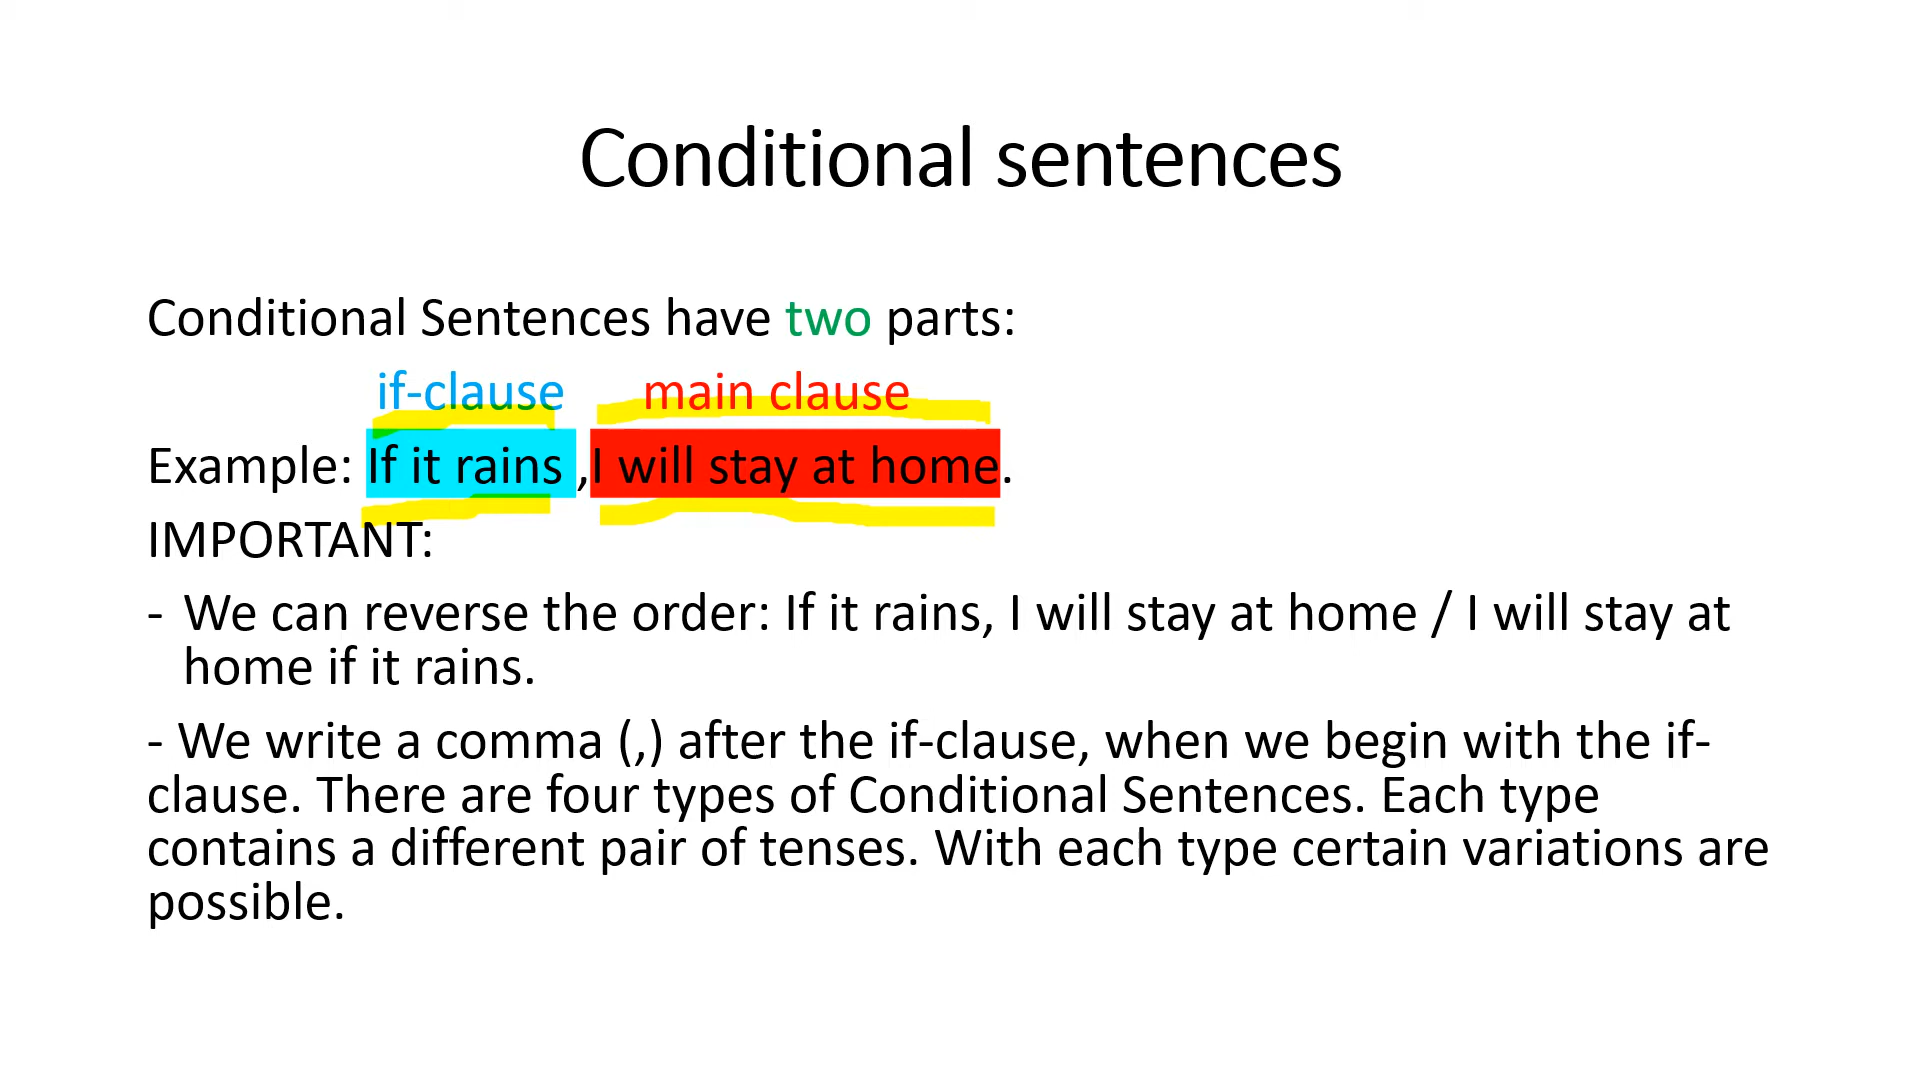 Conditional sentences
Conditional Sentences have two parts:
if-clause main clause
Example: If it rains ,I will stay at home.
IMPORTANT:
- We can reverse the order: If it rains, I will stay at home / I will stay at
home if it rains.
- We write a comma (,) after the if-clause, when we begin with the if-
clause. There are four types of Conditional Sentences. Each type
contains a different pair of tenses. With each type certain variations are
possible.